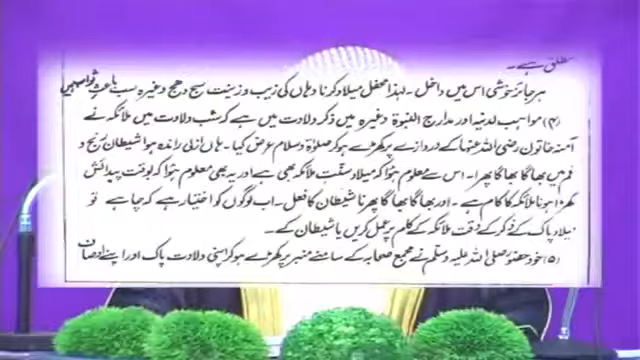 مطلق ہے۔
ہر جائز خوشی اس میں داخل۔ لہذا محفل میلاد کرنا وہاں کی زیب و زینت سج دھج وغیرہ سب باعث ثواب ہیں
(۴) مواہب لدنیہ اور مدارج النبوۃ وغیرہ میں ذکر ولادت میں ہے کہ شب ولادت میں ملائکہ نے
آمنہ خاتون رضی اللہ عنہا کے دروازے پر کھڑے ہو کر صلوٰۃ و سلام عرض کیا۔ ہاں ازلی راندہ ہوا شیطان رنج و
غم میں بھاگا بھاگا پھرا۔ اس سے معلوم ہوا کہ میلاد سنت ملائکہ بھی ہے اور یہ بھی معلوم ہوا کہ بوقت پیدائش
کھڑا ہونا ملائکہ کا کام ہے۔ اور بھاگا بھاگا پھرنا شیطان کا فعل۔ اب لوگوں کو اختیار ہے کہ چاہے تو
میلاد پاک کے ذکر کے وقت ملائکہ کے کام پر عمل کریں یا شیطان کے۔
(۵) خود حضور صلی اللہ علیہ وسلم نے مجمع صحابہ کے سامنے منبر پر کھڑے ہو کر اپنی ولادت پاک اور اپنے اوصاف